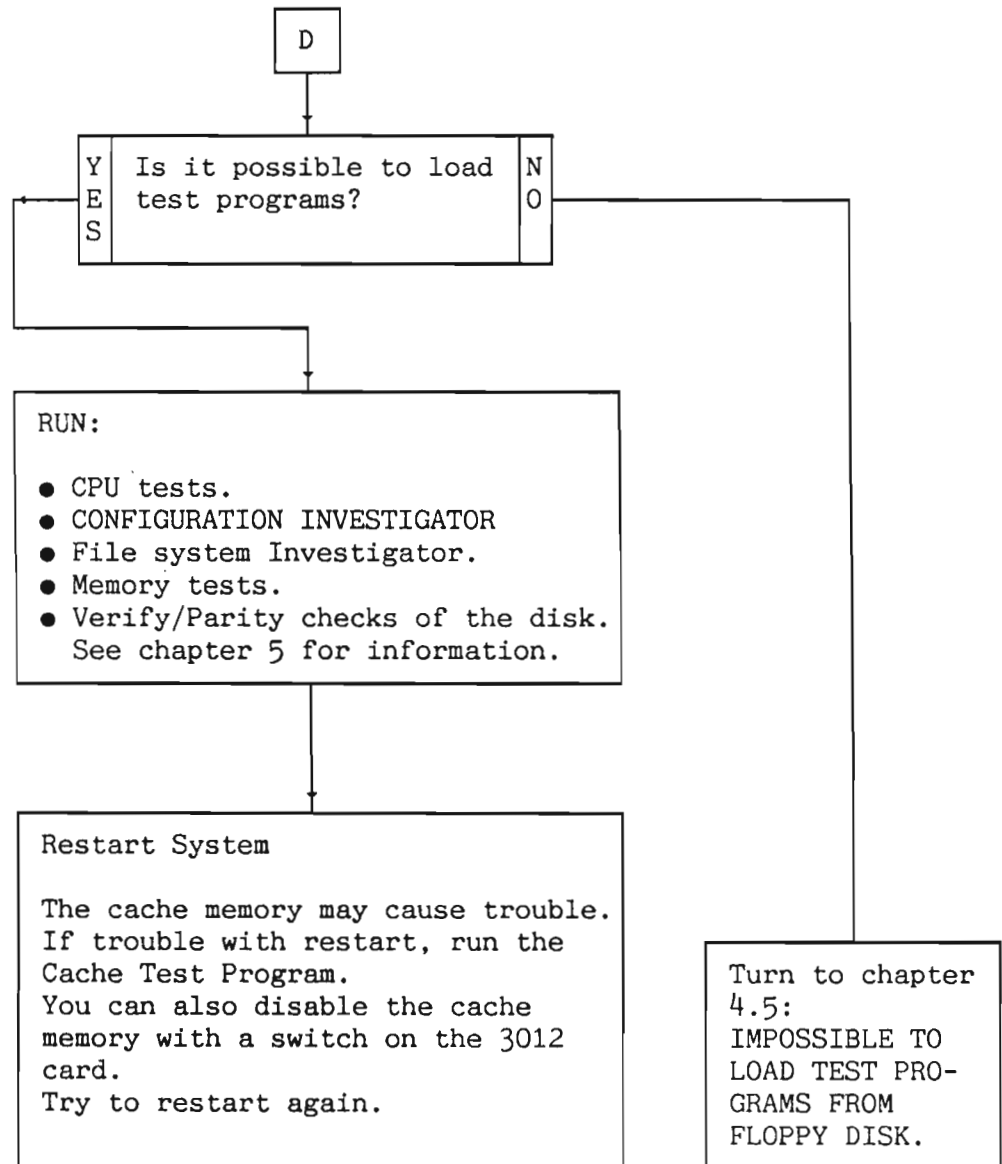 D
YES
Is it possible to load
test programs?
NO
RUN:
● CPU tests.
● CONFIGURATION INVESTIGATOR
● File system Investigator.
● Memory tests.
● Verify/Parity checks of the disk.
See chapter 5 for information.
Restart System
The cache memory may cause trouble.
If trouble with restart, run the
Cache Test Program.
You can also disable the cache
memory with a switch on the 3012
card.
Try to restart again.
Turn to chapter
4.5:
IMPOSSIBLE TO
LOAD TEST PRO-
GRAMS FROM
FLOPPY DISK.